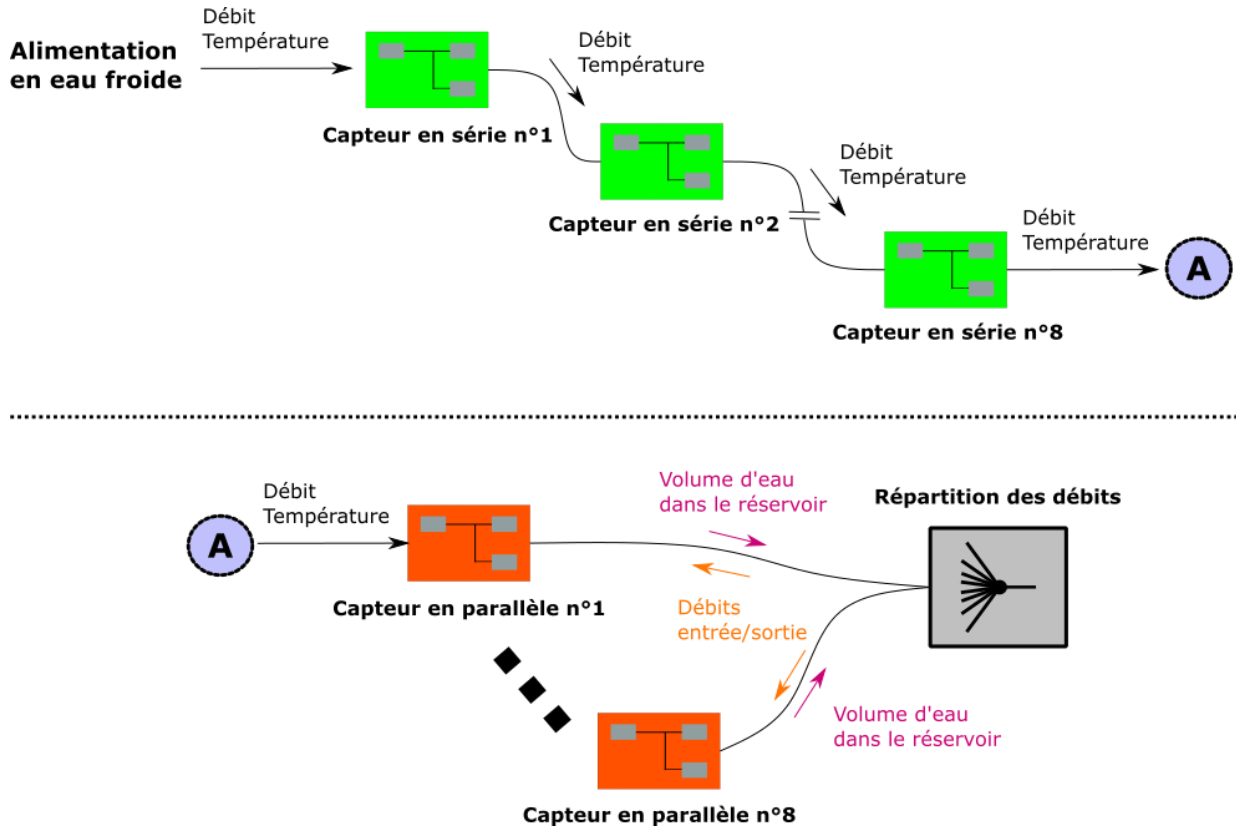 Débit
Température
Alimentation
en eau froide
Débit
Température
Capteur en série n°1
Débit
Température
Capteur en série n°2
Débit
Température
A
Capteur en série n°8
Volume d'eau
dans le réservoir
Répartition des débits
Débit
Température
A
Capteur en parallèle n°1
Débits
entrée/sortie
Volume d'eau
dans le réservoir
Capteur en parallèle n°8